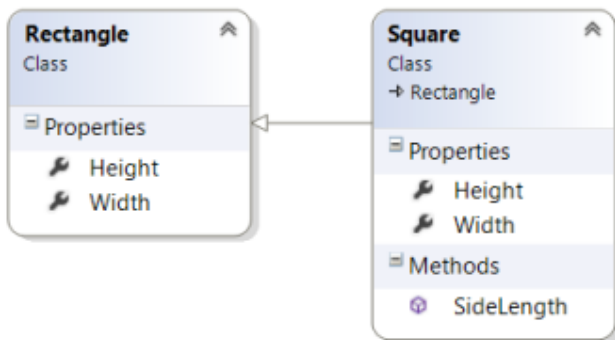 Rectangle
Class
Properties
Height
Width
Square
Class
Rectangle
Properties
Height
Width
Methods
SideLength